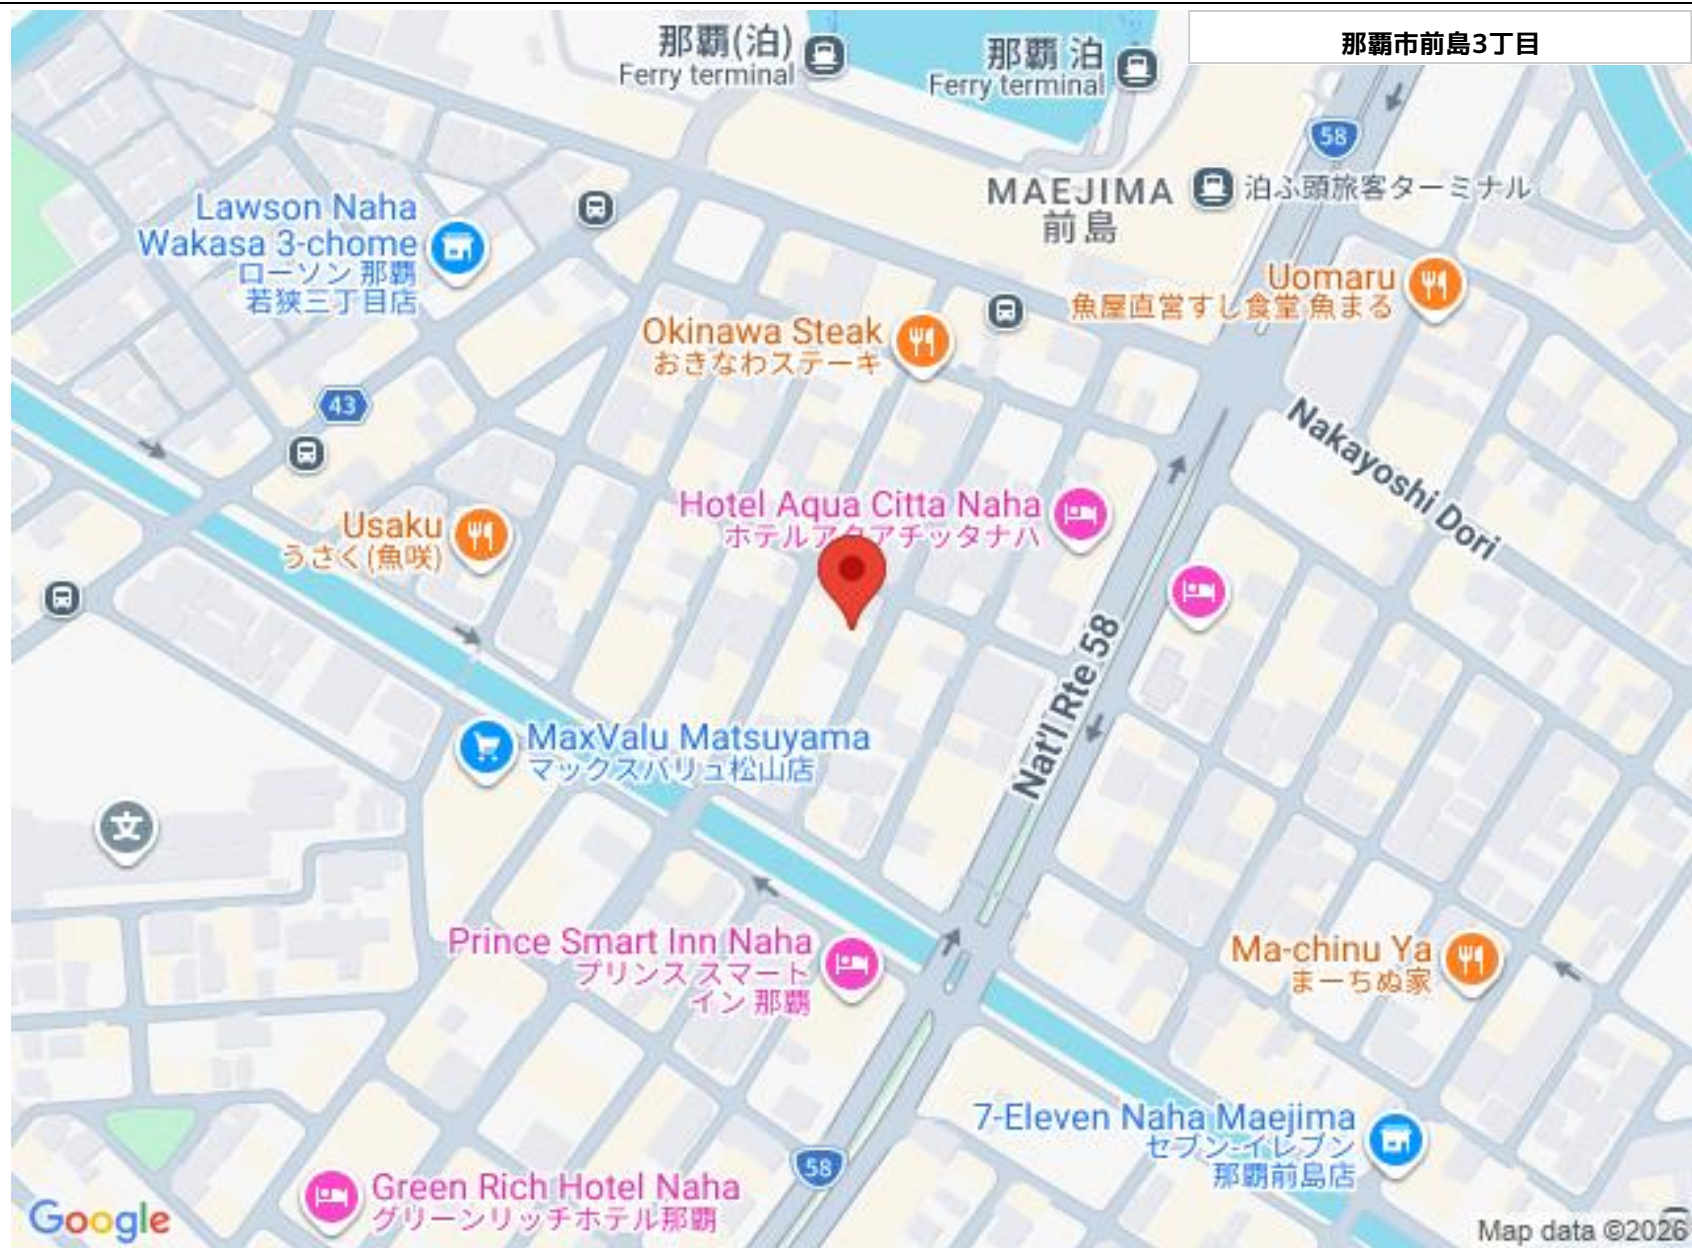 那覇市前島3丁目
那覇(泊)
Ferry terminal
那覇 泊
Ferry terminal
58
MAEJIMA
前島
泊ふ頭旅客ターミナル
Lawson Naha
Wakasa 3-chome
ローソン 那覇
若狭三丁目店
Uomaru
魚屋直営すし食堂 魚まる
Okinawa Steak
おきなわステーキ
43
Nakayoshi Dori
Hotel Aqua Citta Naha
ホテルアクアチッタナハ
Usaku
うさく(魚咲)
Nat'l Rte 58
MaxValu Matsuyama
マックスバリュ松山店
文
Prince Smart Inn Naha
プリンス スマート
イン 那覇
Ma-chinu Ya
まーちぬ家
7-Eleven Naha Maejima
セブン-イレブン
那覇前島店
58
Green Rich Hotel Naha
グリーンリッチホテル那覇
Google
Map data ©2026